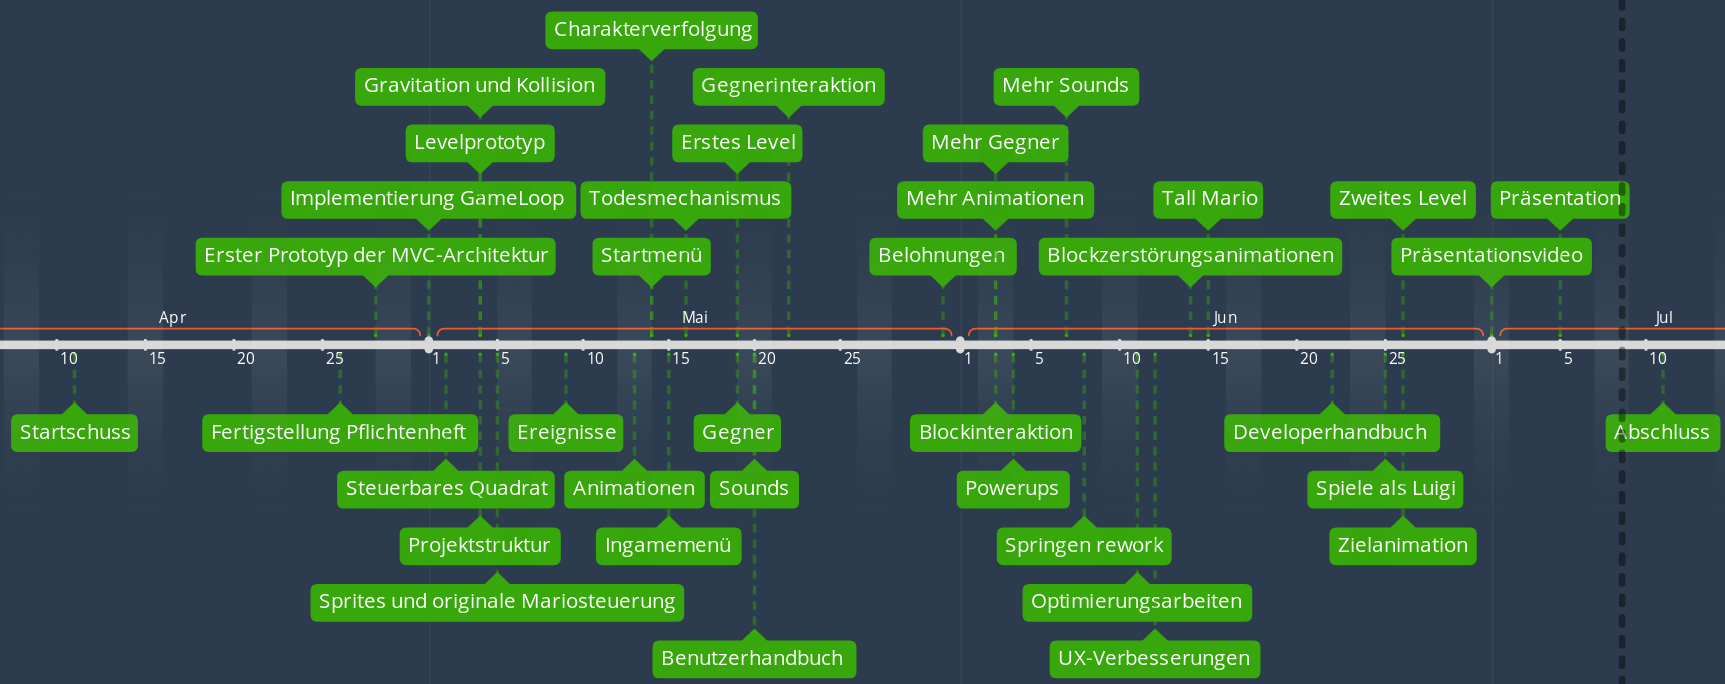 Charakterverfolgung
Gravitation und Kollision
Gegnerinteraktion
Mehr Sounds
Levelprototyp
Erstes Level
Mehr Gegner
Implementierung GameLoop
Todesmechanismus
Mehr Animationen
Tall Mario
Zweites Level
Präsentation
Erster Prototyp der MVC-Architektur
Startmenü
Belohnungen
Blockzerstörungsanimationen
Präsentationsvideo
Apr
Mai
Jun
Jul
10 15 20 25 1 5 10 15 20 25 1 5 10 15 20 25 1 5 10
Startschuss
Fertigstellung Pflichtenheft
Ereignisse
Gegner
Blockinteraktion
Developerhandbuch
Abschluss
Steuerbares Quadrat
Animationen
Sounds
Powerups
Spiele als Luigi
Projektstruktur
Ingamemenü
Springen rework
Zielanimation
Sprites und originale Mariosteuerung
Optimierungsarbeiten
Benutzerhandbuch
UX-Verbesserungen